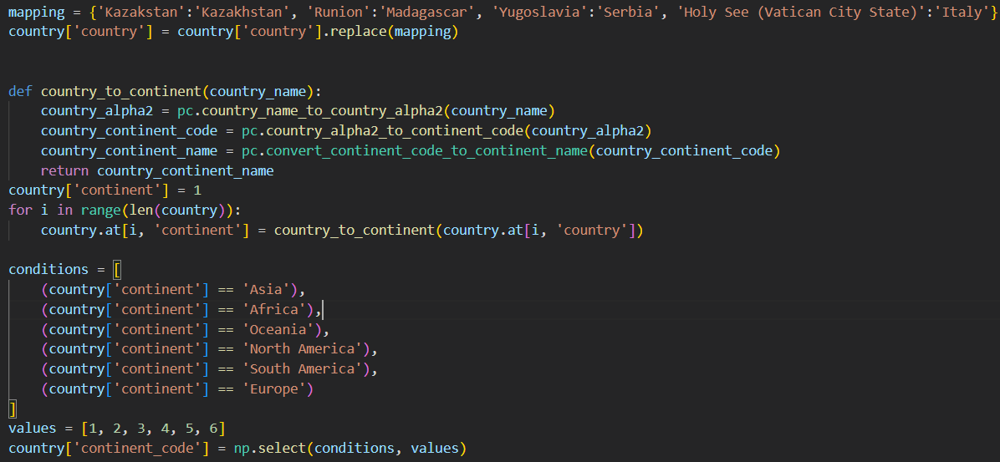 mapping = {'Kazakstan':'Kazakhstan', 'Runion':'Madagascar', 'Yugoslavia':'Serbia', 'Holy See (Vatican City State)':'Italy'}
country['country'] = country['country'].replace(mapping)
def country_to_continent(country_name):
    country_alpha2 = pc.country_name_to_country_alpha2(country_name)
    country_continent_code = pc.country_alpha2_to_continent_code(country_alpha2)
    country_continent_name = pc.convert_continent_code_to_continent_name(country_continent_code)
    return country_continent_name
country['continent'] = 1
for i in range(len(country)):
    country.at[i, 'continent'] = country_to_continent(country.at[i, 'country'])
conditions = [
    (country['continent'] == 'Asia'),
    (country['continent'] == 'Africa'),
    (country['continent'] == 'Oceania'),
    (country['continent'] == 'North America'),
    (country['continent'] == 'South America'),
    (country['continent'] == 'Europe')
]
values = [1, 2, 3, 4, 5, 6]
country['continent_code'] = np.select(conditions, values)